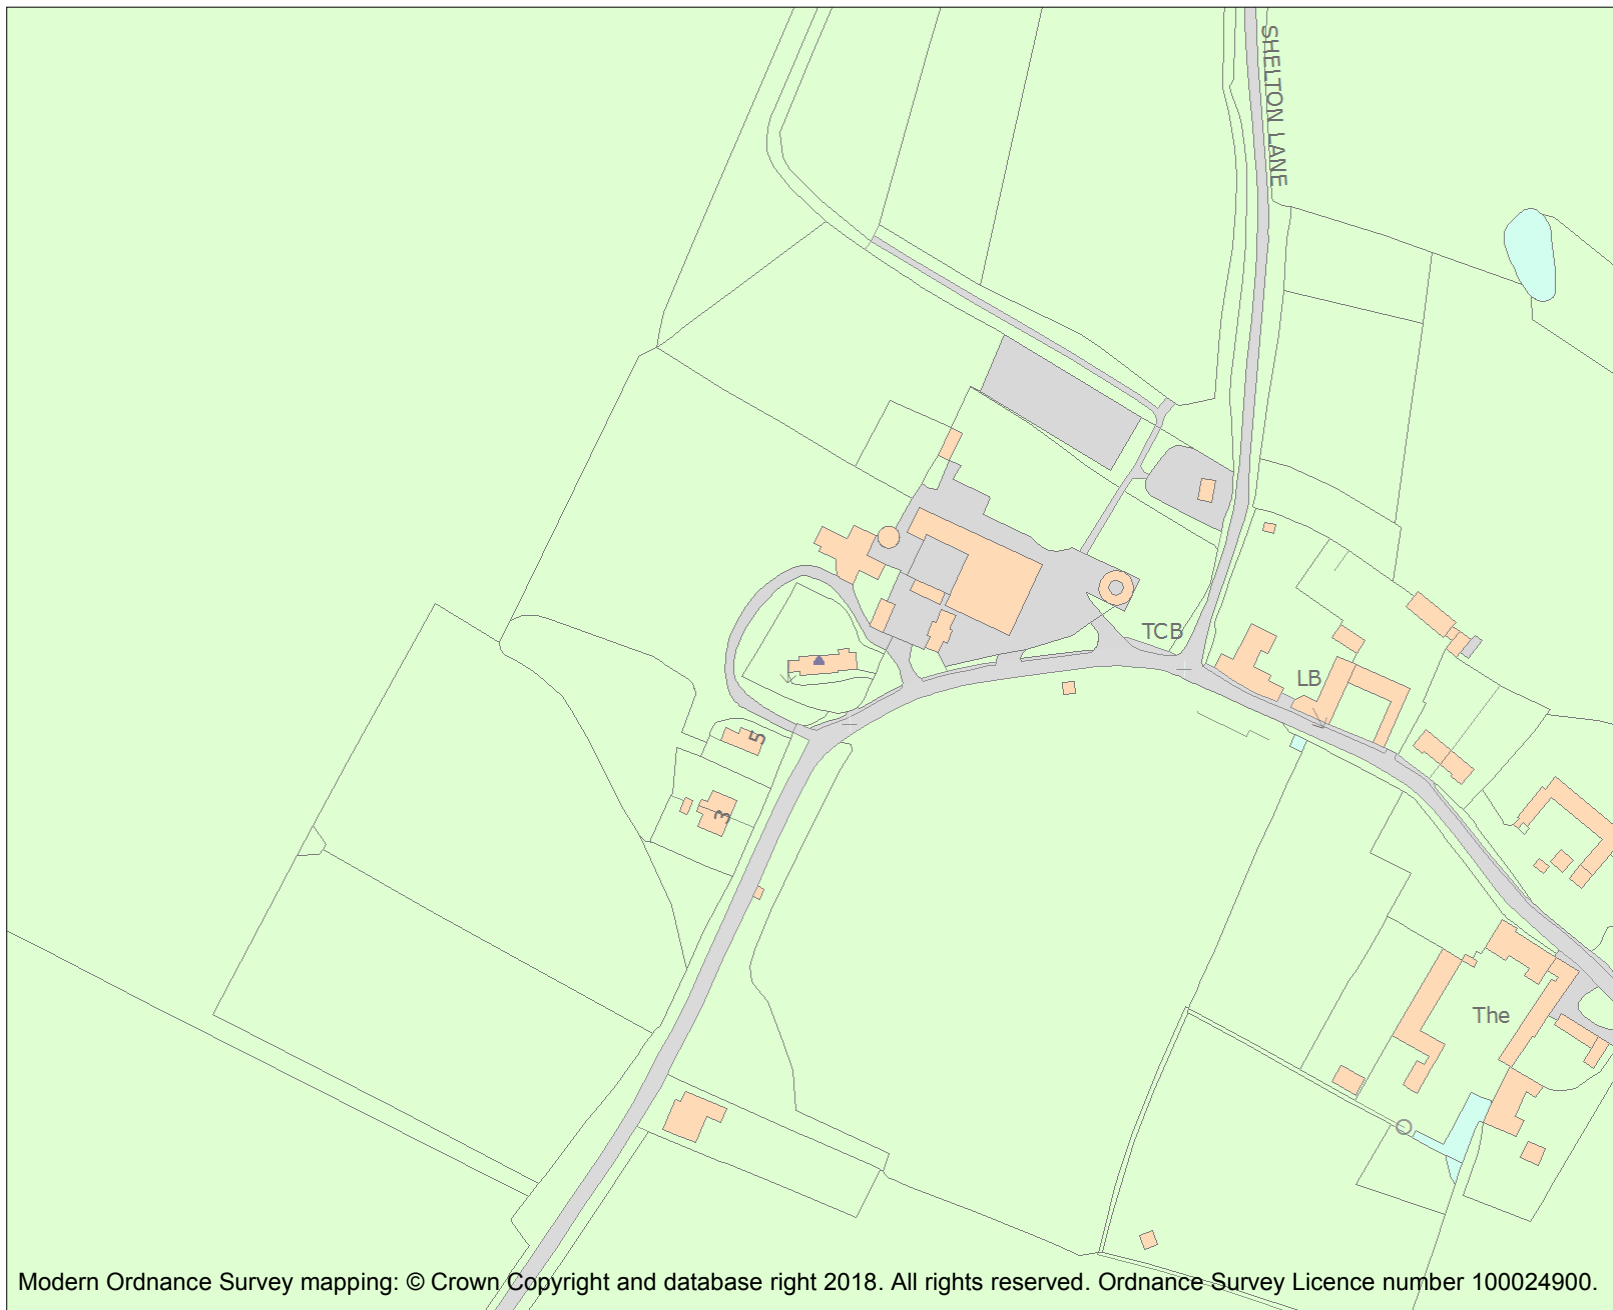 SHELTON LANE
TCB
LB
5
3
The
Modern Ordnance Survey mapping: © Crown Copyright and database right 2018. All rights reserved. Ordnance Survey Licence number 100024900.